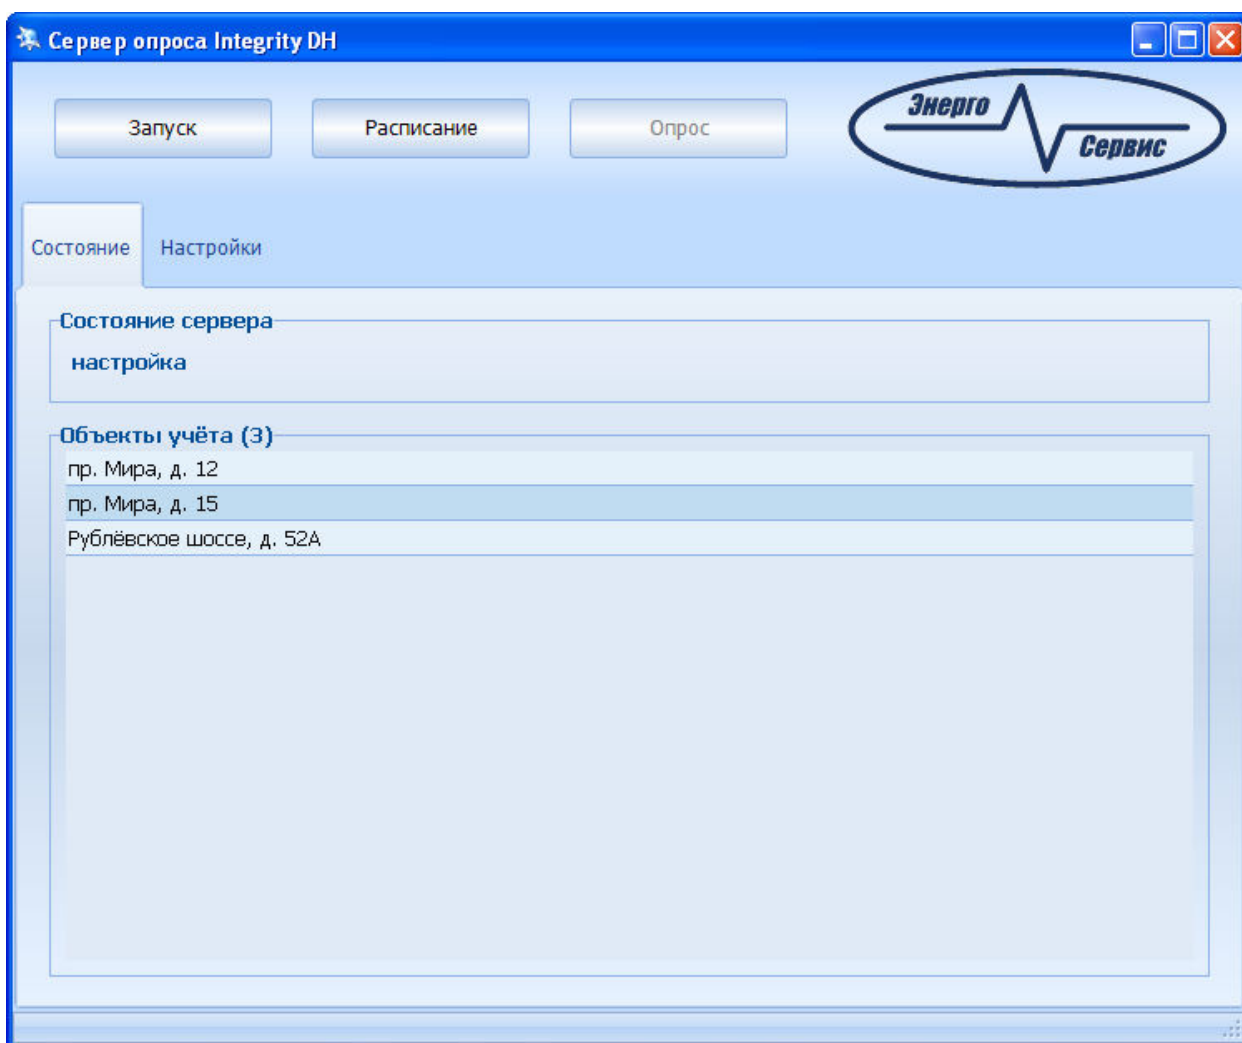 Сервер опроса Integrity DH
Запуск
Расписание
Опрос
Энерго
Сервис
Состояние
Настройки
Состояние сервера
настройка
Объекты учёта (3)
пр. Мира, д. 12
пр. Мира, д. 15
Рублёвское шоссе, д. 52А